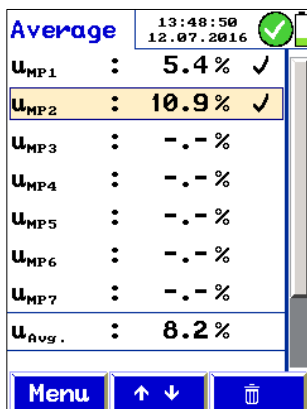 Average 13:48:50
12.07.2016
uMP1 : 5.4% ✓
uMP2 : 10.9% ✓
uMP3 : -.-%
uMP4 : -.-%
uMP5 : -.-%
uMP6 : -.-%
uMP7 : -.-%
uAvg. : 8.2%
Menu ↑ ↓